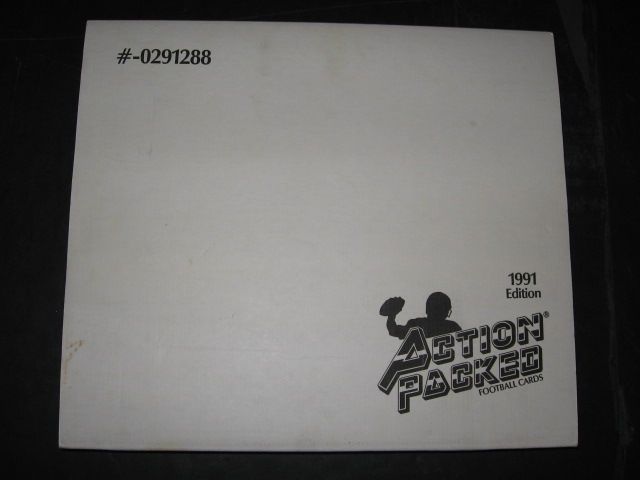 #-0291288
1991
Edition
ACTION®
PACKED
FOOTBALL CARDS